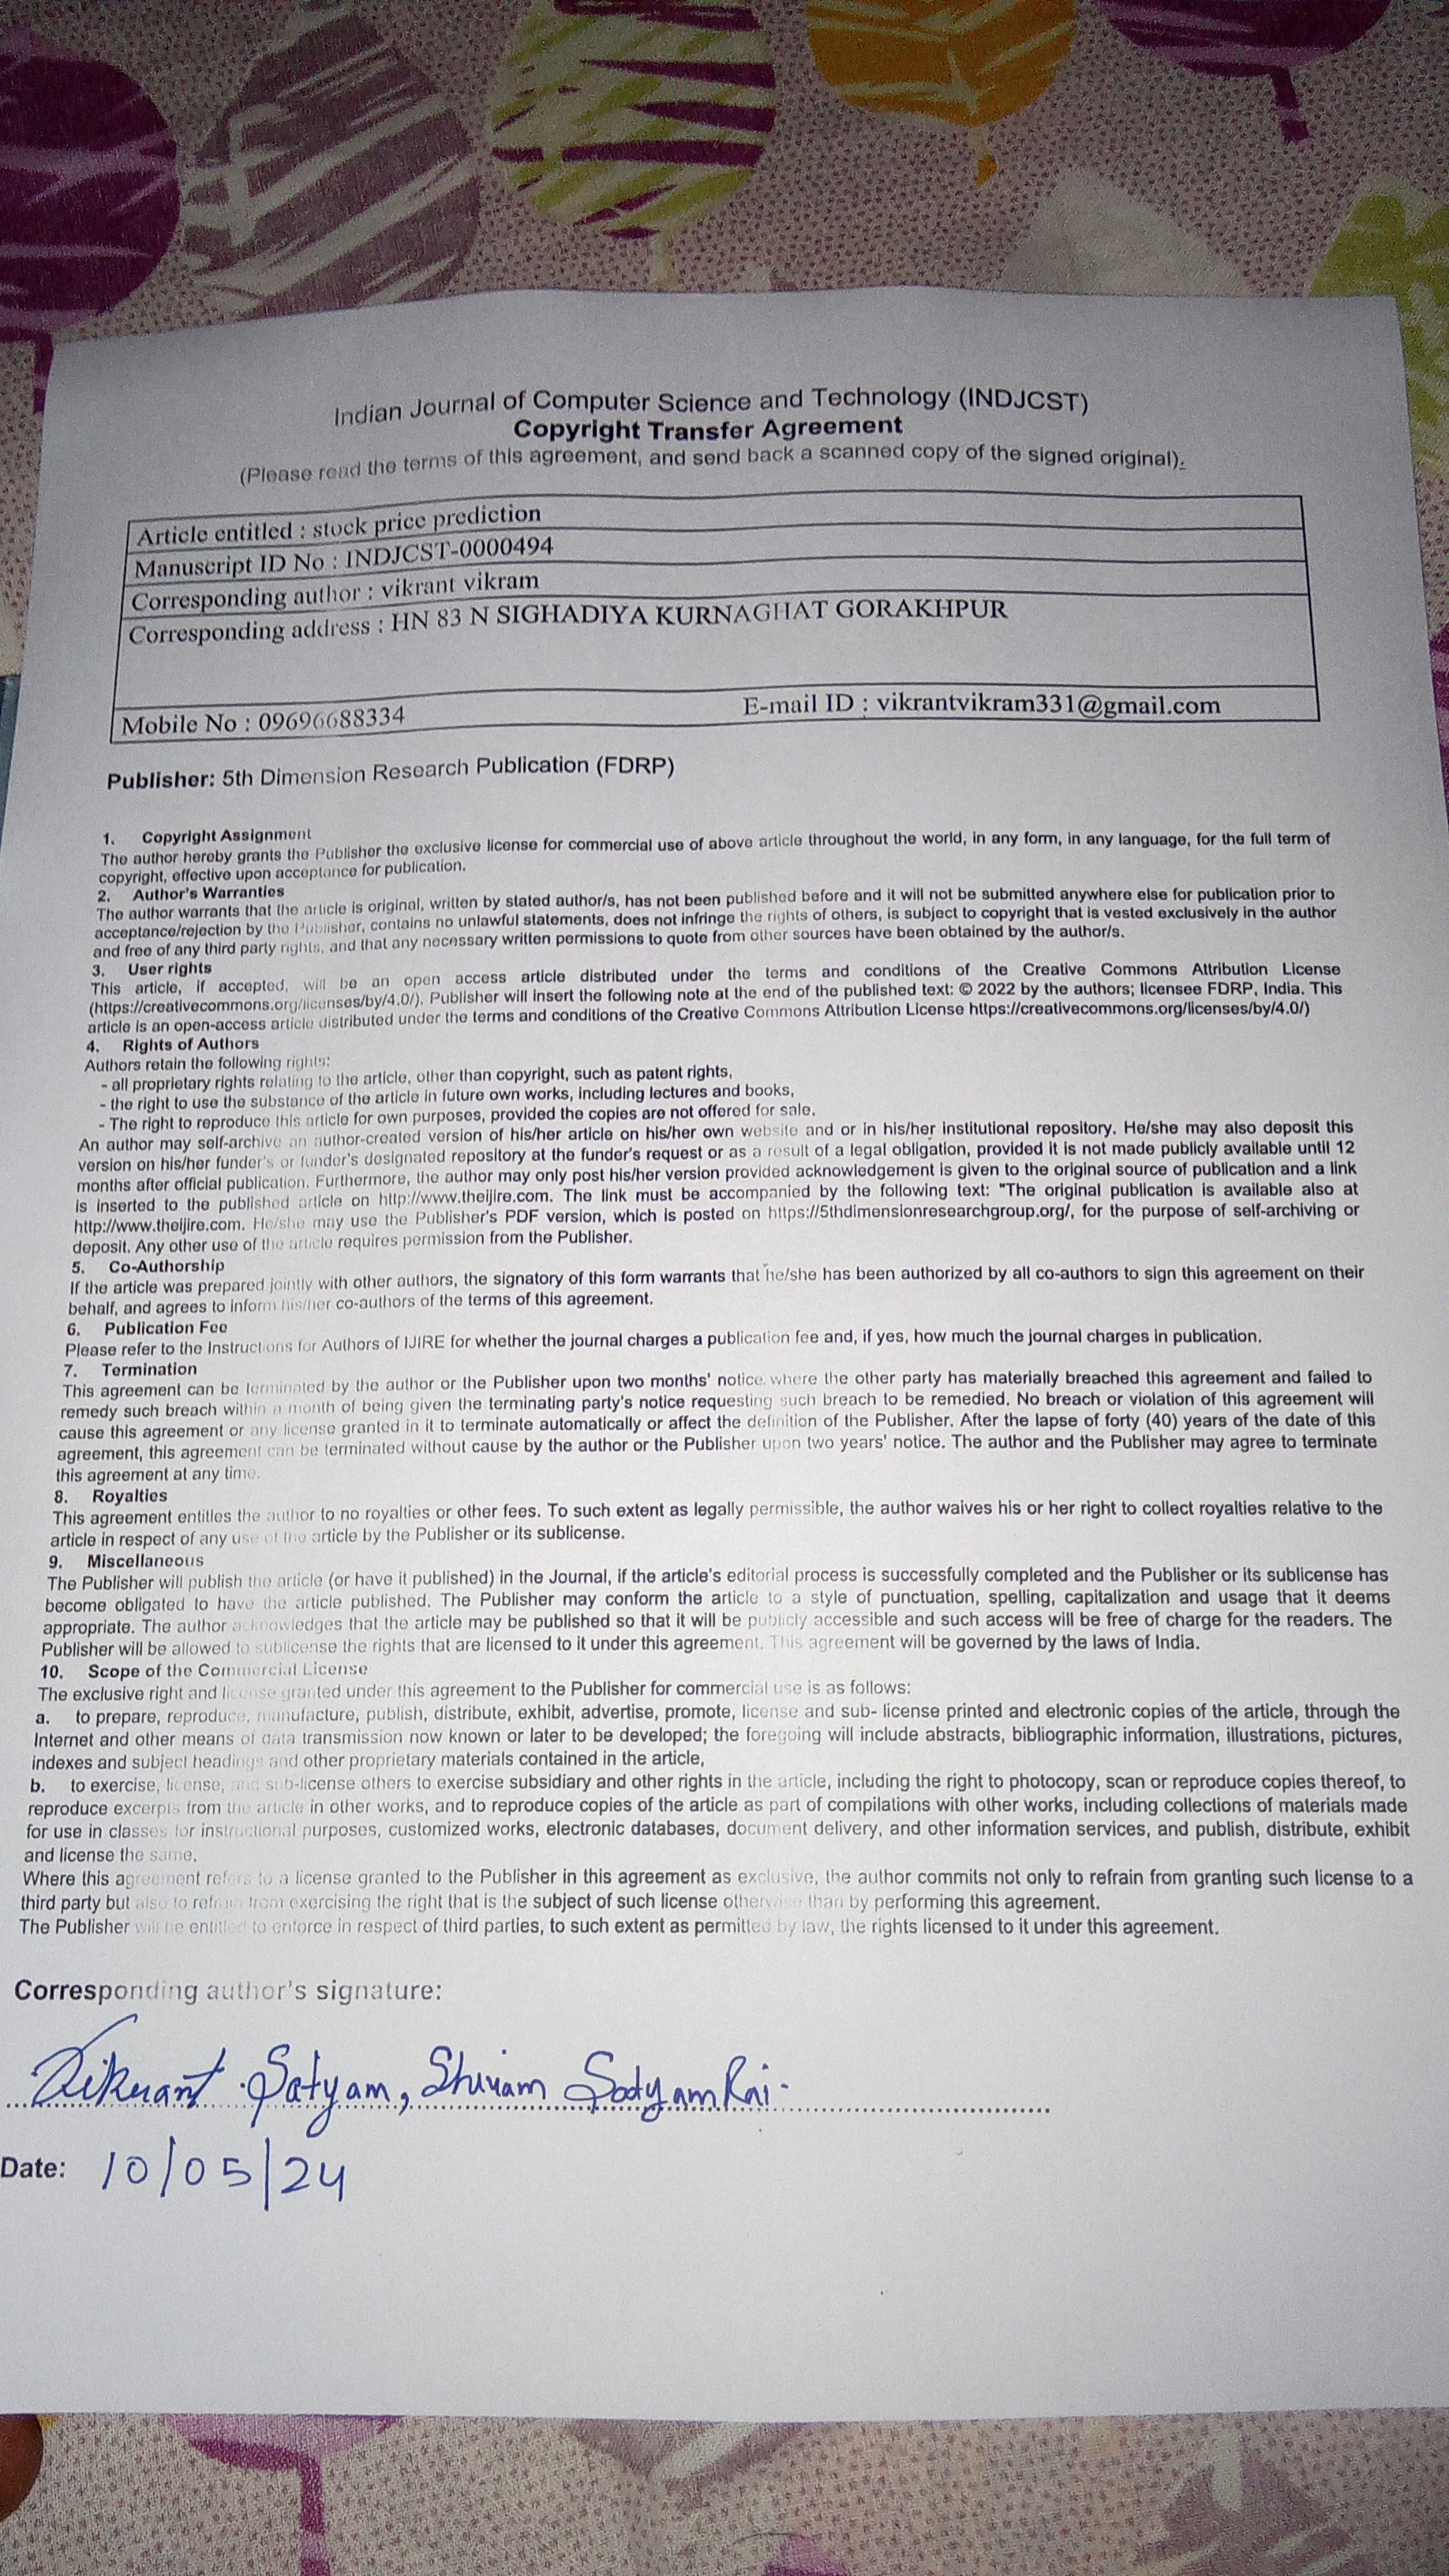 Indian Journal of Computer Science and Technology (INDJCST)
Copyright Transfer Agreement
(Please read the terms of this agreement, and send back a scanned copy of the signed original).
Article entitled : stock price prediction
Manuscript ID No : INDJCST-0000494
Corresponding author : vikrant vikram
Corresponding address : HN 83 N SIGHADIYA KURNAGHAT GORAKHPUR
Mobile No : 09696688334 E-mail ID : vikrantvikram331@gmail.com
Publisher: 5th Dimension Research Publication (FDRP)
1. Copyright Assignment
The author hereby grants the Publisher the exclusive license for commercial use of above article throughout the world, in any form, in any language, for the full term of
copyright, effective upon acceptance for publication.
2. Author's Warranties
The author warrants that the article is original, written by stated author/s, has not been published before and it will not be submitted anywhere else for publication prior to
acceptance/rejection by the Publisher, contains no unlawful statements, does not infringe the rights of others, is subject to copyright that is vested exclusively in the author
and free of any third party rights, and that any necessary written permissions to quote from other sources have been obtained by the author/s.
3. User rights
This article, if accepted, will be an open access article distributed under the terms and conditions of the Creative Commons Attribution License
(https://creativecommons.org/licenses/by/4.0/). Publisher will insert the following note at the end of the published text: © 2022 by the authors; licensee FDRP, India. This
article is an open-access article distributed under the terms and conditions of the Creative Commons Attribution License https://creativecommons.org/licenses/by/4.0/)
4. Rights of Authors
Authors retain the following rights:
- all proprietary rights relating to the article, other than copyright, such as patent rights,
- the right to use the substance of the article in future own works, including lectures and books,
- The right to reproduce this article for own purposes, provided the copies are not offered for sale.
An author may self-archive an author-created version of his/her article on his/her own website and or in his/her institutional repository. He/she may also deposit this
version on his/her funder's or funder's designated repository at the funder's request or as a result of a legal obligation, provided it is not made publicly available until 12
months after official publication. Furthermore, the author may only post his/her version provided acknowledgement is given to the original source of publication and a link
is inserted to the published article on http://www.theijire.com. The link must be accompanied by the following text: "The original publication is available also at
http://www.theijire.com. He/she may use the Publisher's PDF version, which is posted on https://5thdimensionresearchgroup.org/, for the purpose of self-archiving or
deposit. Any other use of the article requires permission from the Publisher.
5. Co-Authorship
If the article was prepared jointly with other authors, the signatory of this form warrants that he/she has been authorized by all co-authors to sign this agreement on their
behalf, and agrees to inform his/her co-authors of the terms of this agreement.
6. Publication Fee
Please refer to the Instructions for Authors of IJIRE for whether the journal charges a publication fee and, if yes, how much the journal charges in publication.
7. Termination
This agreement can be terminated by the author or the Publisher upon two months' notice where the other party has materially breached this agreement and failed to
remedy such breach within a month of being given the terminating party's notice requesting such breach to be remedied. No breach or violation of this agreement will
cause this agreement or any license granted in it to terminate automatically or affect the definition of the Publisher. After the lapse of forty (40) years of the date of this
agreement, this agreement can be terminated without cause by the author or the Publisher upon two years' notice. The author and the Publisher may agree to terminate
this agreement at any time.
8. Royalties
This agreement entitles the author to no royalties or other fees. To such extent as legally permissible, the author waives his or her right to collect royalties relative to the
article in respect of any use of the article by the Publisher or its sublicense.
9. Miscellaneous
The Publisher will publish the article (or have it published) in the Journal, if the article's editorial process is successfully completed and the Publisher or its sublicense has
become obligated to have the article published. The Publisher may conform the article to a style of punctuation, spelling, capitalization and usage that it deems
appropriate. The author acknowledges that the article may be published so that it will be publicly accessible and such access will be free of charge for the readers. The
Publisher will be allowed to sublicense the rights that are licensed to it under this agreement. This agreement will be governed by the laws of India.
10. Scope of the Commercial License
The exclusive right and license granted under this agreement to the Publisher for commercial use is as follows:
a. to prepare, reproduce, manufacture, publish, distribute, exhibit, advertise, promote, license and sub- license printed and electronic copies of the article, through the
Internet and other means of data transmission now known or later to be developed; the foregoing will include abstracts, bibliographic information, illustrations, pictures,
indexes and subject headings and other proprietary materials contained in the article,
b. to exercise, license, and sub-license others to exercise subsidiary and other rights in the article, including the right to photocopy, scan or reproduce copies thereof, to
reproduce excerpts from the article in other works, and to reproduce copies of the article as part of compilations with other works, including collections of materials made
for use in classes for instructional purposes, customized works, electronic databases, document delivery, and other information services, and publish, distribute, exhibit
and license the same.
Where this agreement refers to a license granted to the Publisher in this agreement as exclusive, the author commits not only to refrain from granting such license to a
third party but also to refrain from exercising the right that is the subject of such license otherwise than by performing this agreement.
The Publisher will be entitled to enforce in respect of third parties, to such extent as permitted by law, the rights licensed to it under this agreement.
Corresponding author's signature:
Vikrant Satyam, Shivam Satyam Rai
Date: 10/05/24